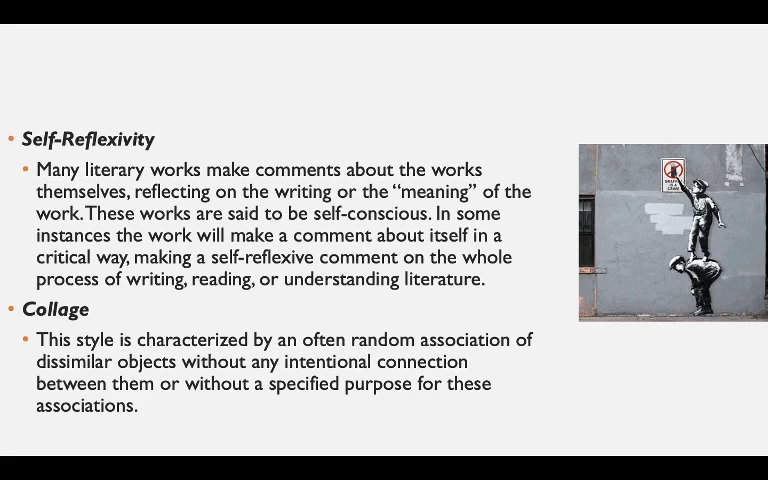 • Self-Reflexivity
• Many literary works make comments about the works
themselves, reflecting on the writing or the “meaning” of the
work. These works are said to be self-conscious. In some
instances the work will make a comment about itself in a
critical way, making a self-reflexive comment on the whole
process of writing, reading, or understanding literature.
• Collage
• This style is characterized by an often random association of
dissimilar objects without any intentional connection
between them or without a specified purpose for these
associations.
GRAFFITI
IS A
CRIME